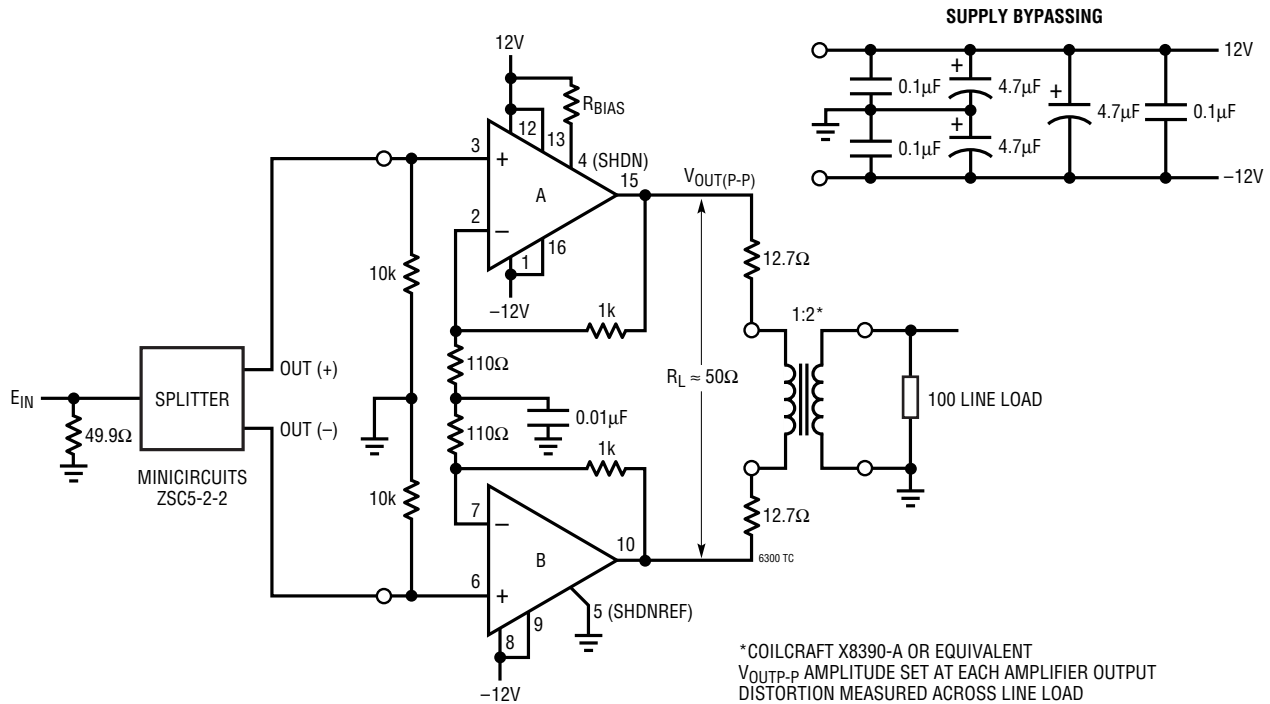 SUPPLY BYPASSING
12V
0.1µF
+
4.7µF
+
4.7µF
0.1µF
0.1µF
+
4.7µF
–12V
12V
RBIAS
12
13
3
+
4 (SHDN)
15
VOUT(P-P)
A
2
–
1
16
–12V
12.7Ω
10k
1k
1:2*
110Ω
RL ≈ 50Ω
OUT (+)
EIN
SPLITTER
100 LINE LOAD
0.01µF
49.9Ω
OUT (–)
110Ω
1k
MINICIRCUITS
ZSC5-2-2
10k
7
–
12.7Ω
10
B
6300 TC
6
+
5 (SHDNREF)
8
9
–12V
*COILCRAFT X8390-A OR EQUIVALENT
VOUTP-P AMPLITUDE SET AT EACH AMPLIFIER OUTPUT
DISTORTION MEASURED ACROSS LINE LOAD